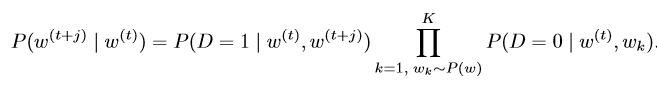 P(w^{(t+j)} | w^{(t)}) = P(D = 1 | w^{(t)}, w^{(t+j)}) \prod_{k=1, w_k \sim P(w)}^{K} P(D = 0 | w^{(t)}, w_k).